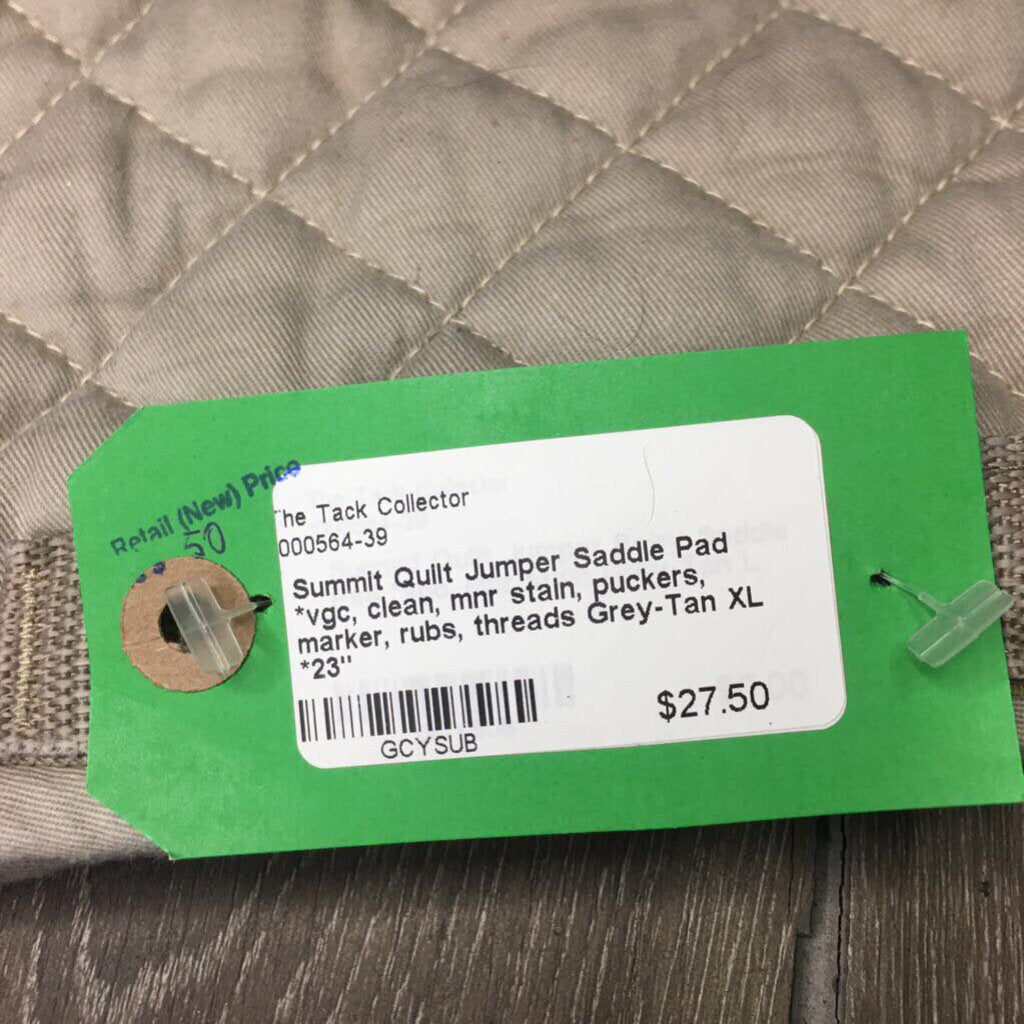 Retail (New) Price
50
The Tack Collector
000564-39
Summit Quilt Jumper Saddle Pad
*vgc, clean, mnr stain, puckers,
marker, rubs, threads Grey-Tan XL
*23"
$27.50
GCYSUB